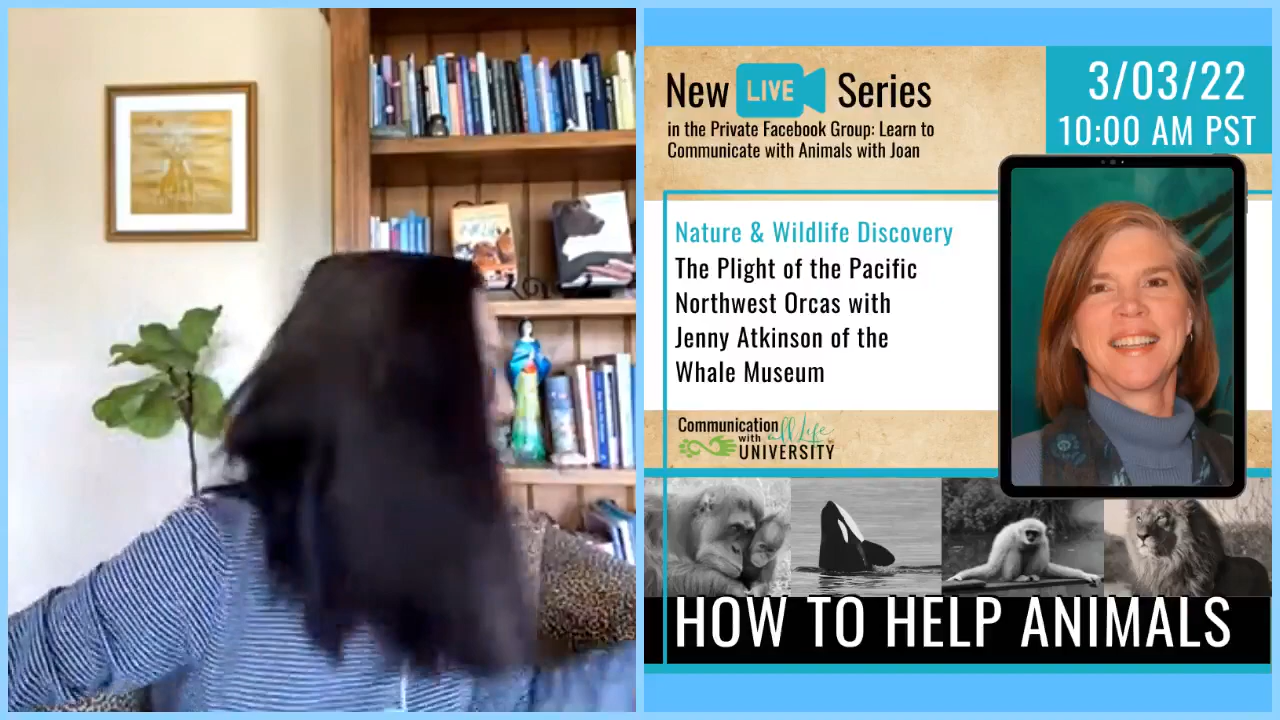 New LIVE Series
in the Private Facebook Group: Learn to
Communicate with Animals with Joan
3/03/22
10:00 AM PST
Nature & Wildlife Discovery
The Plight of the Pacific
Northwest Orcas with
Jenny Atkinson of the
Whale Museum
Communication
with all Life
UNIVERSITY
HOW TO HELP ANIMALS